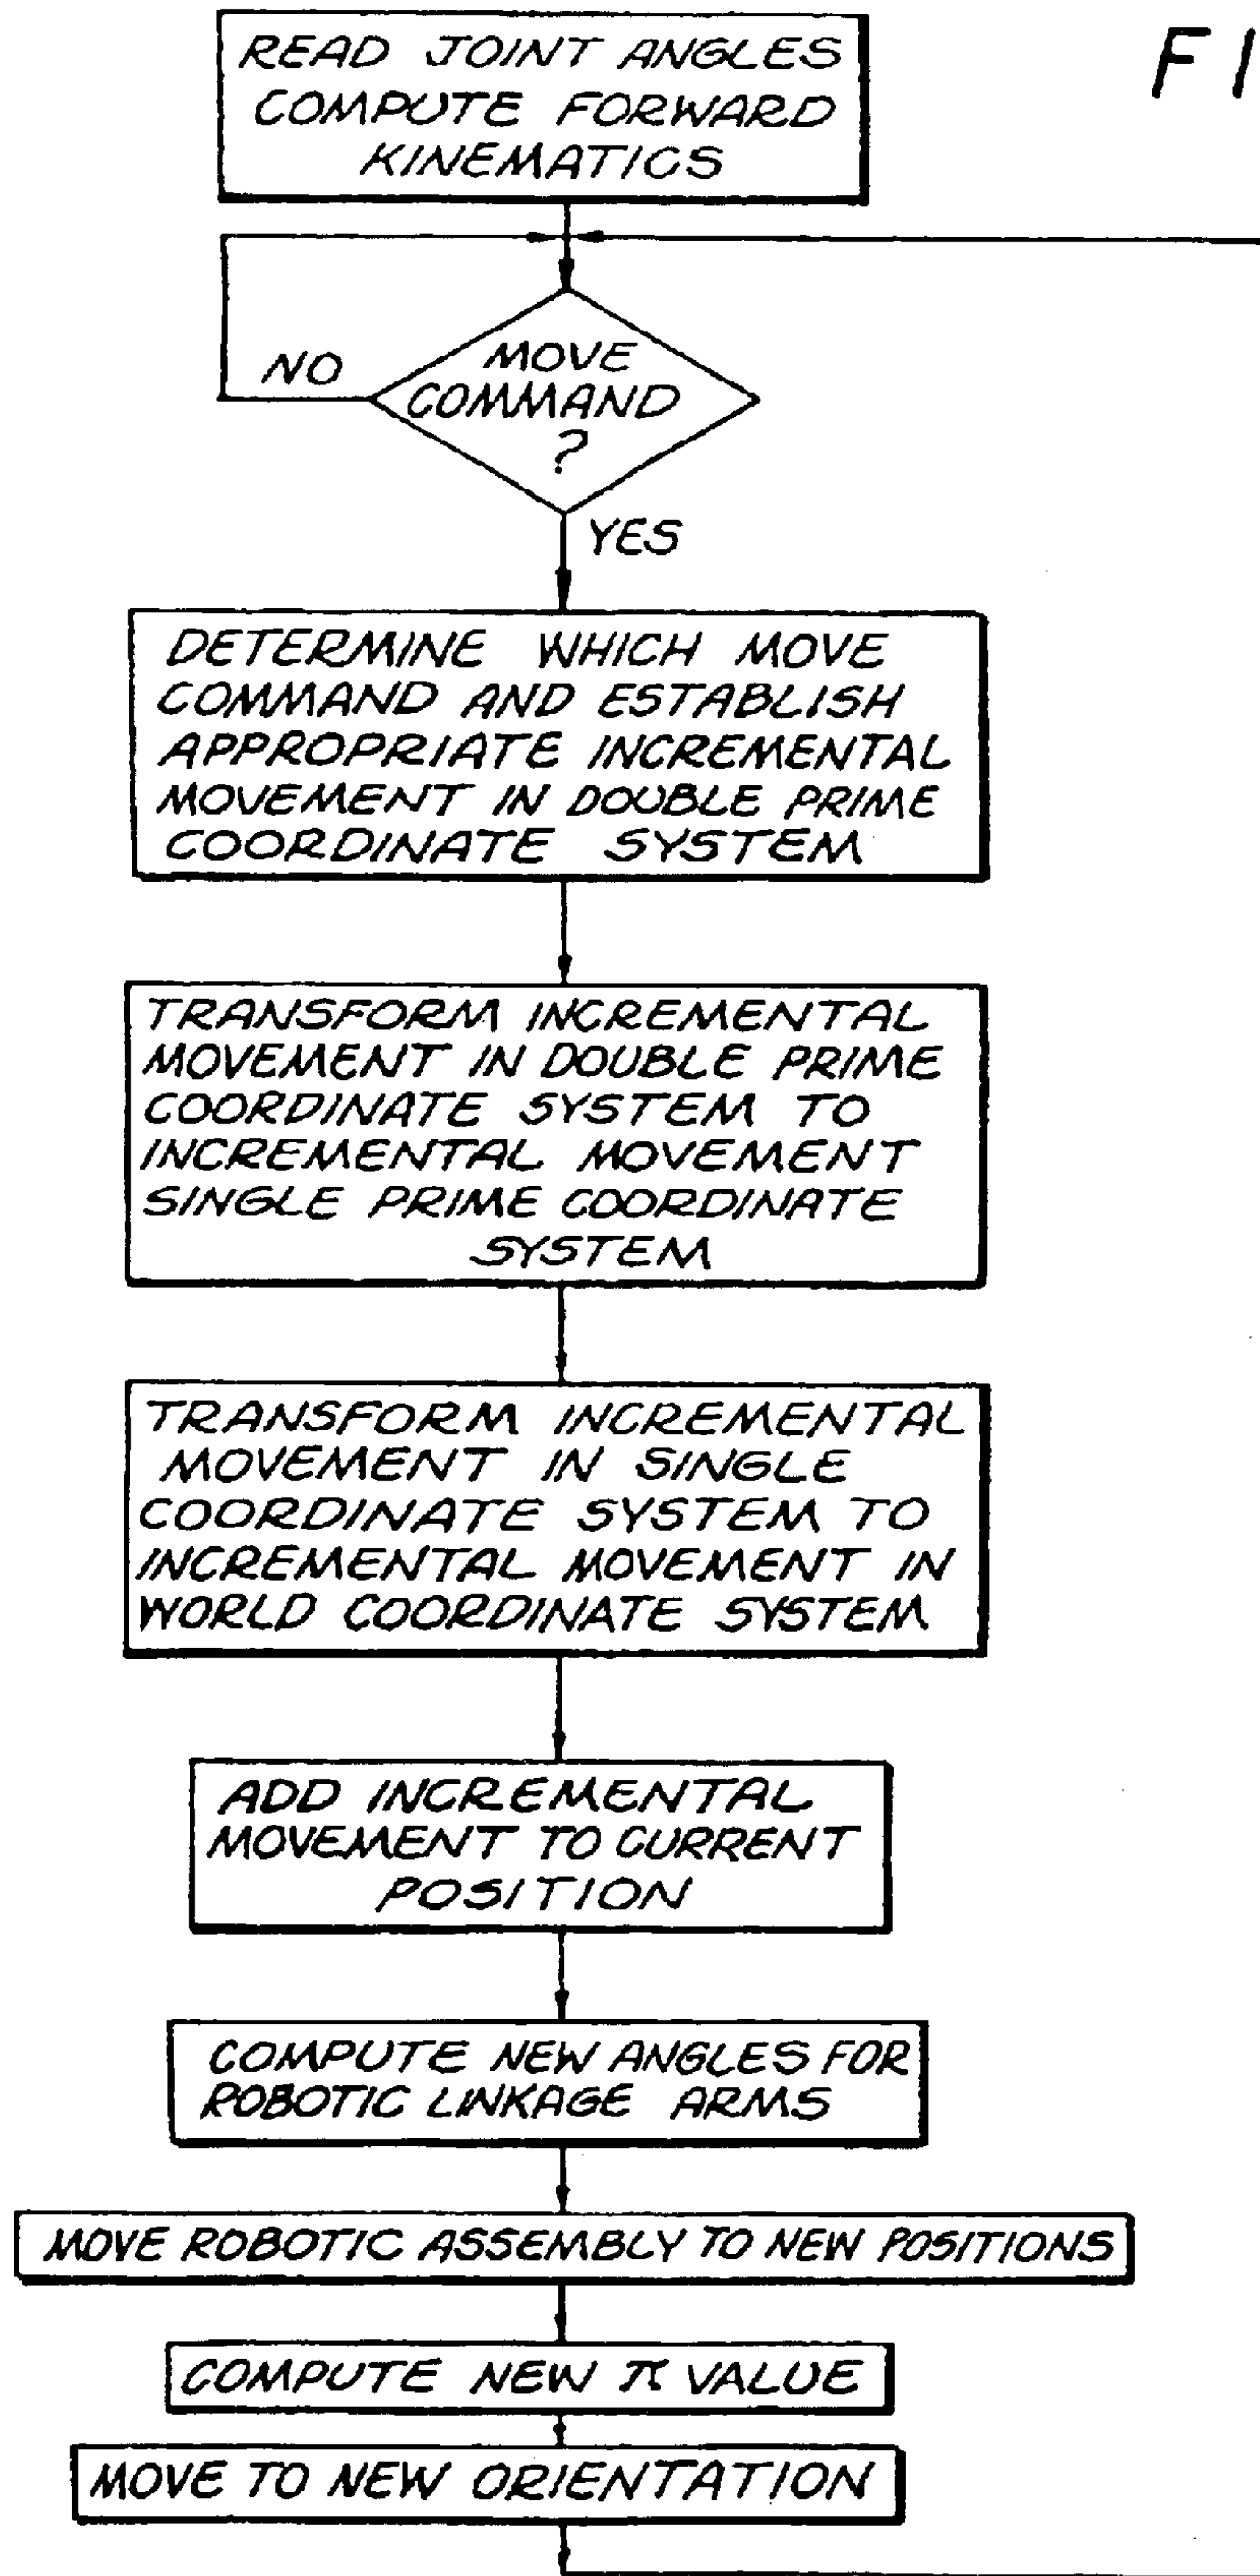 FI
READ JOINT ANGLES
COMPUTE FORWARD
KINEMATICS
NO
MOVE
COMMAND
?
YES
DETERMINE WHICH MOVE
COMMAND AND ESTABLISH
APPROPRIATE INCREMENTAL
MOVEMENT IN DOUBLE PRIME
COORDINATE SYSTEM
TRANSFORM INCREMENTAL
MOVEMENT IN DOUBLE PRIME
COORDINATE SYSTEM TO
INCREMENTAL MOVEMENT
SINGLE PRIME COORDINATE
SYSTEM
TRANSFORM INCREMENTAL
MOVEMENT IN SINGLE
COORDINATE SYSTEM TO
INCREMENTAL MOVEMENT IN
WORLD COORDINATE SYSTEM
ADD INCREMENTAL
MOVEMENT TO CURRENT
POSITION
COMPUTE NEW ANGLES FOR
ROBOTIC LINKAGE ARMS
MOVE ROBOTIC ASSEMBLY TO NEW POSITIONS
COMPUTE NEW π VALUE
MOVE TO NEW ORIENTATION